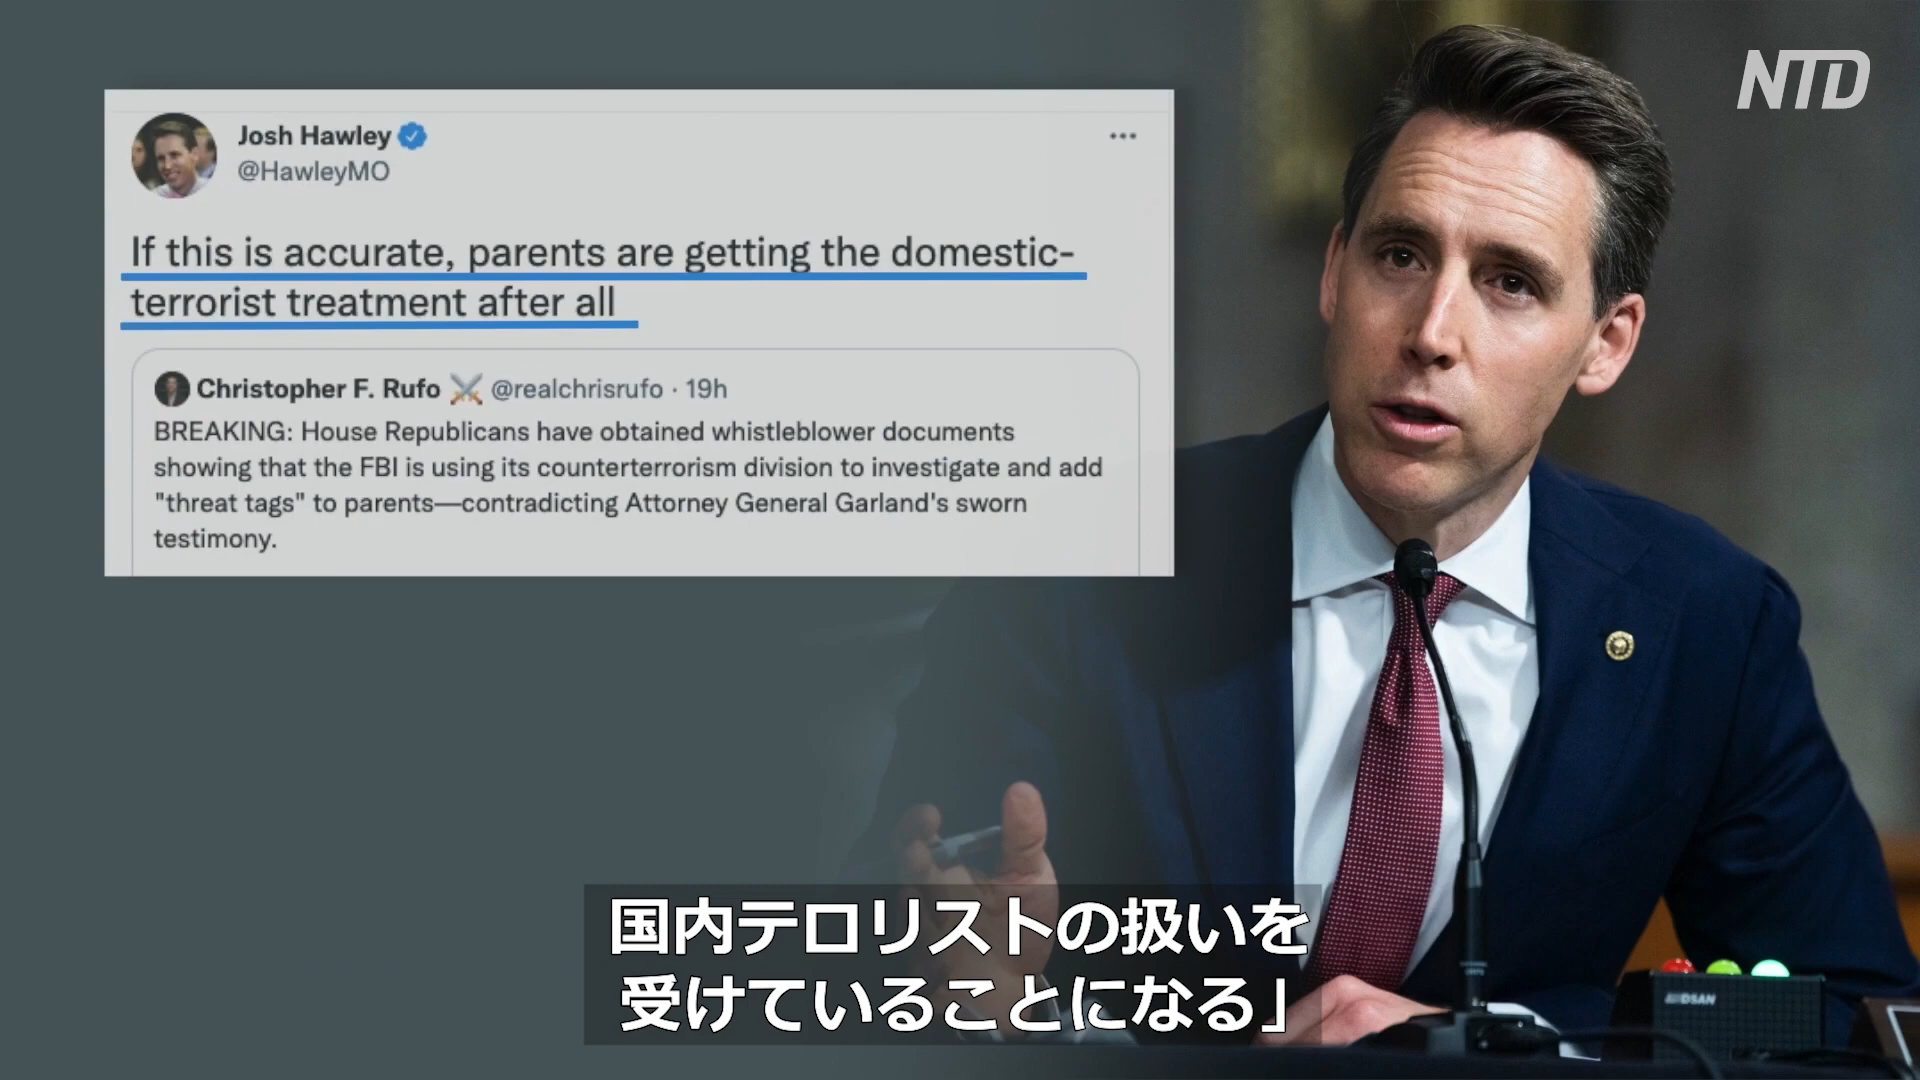 NTD
Josh Hawley
@HawleyMO
If this is accurate, parents are getting the domestic-
terrorist treatment after all
Christopher F. Rufo ⚔️ @realchrisrufo · 19h
BREAKING: House Republicans have obtained whistleblower documents
showing that the FBI is using its counterterrorism division to investigate and add
"threat tags" to parents—contradicting Attorney General Garland's sworn
testimony.
DSAN
国内テロリストの扱いを
受けていることになる」